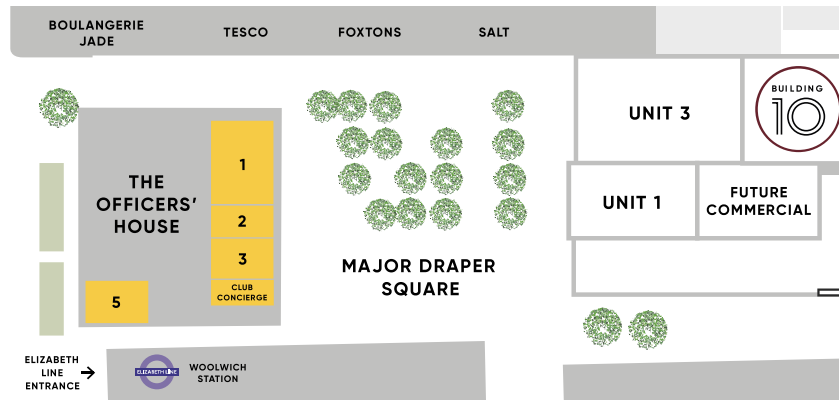 BOULANGERIE
JADE
TESCO
FOXTONS
SALT
UNIT 3
BUILDING
10
THE
OFFICERS'
HOUSE
1
2
3
CLUB
CONCIERGE
5
UNIT 1
FUTURE
COMMERCIAL
MAJOR DRAPER
SQUARE
ELIZABETH
LINE
ENTRANCE
ELIZABETH LINE
WOOLWICH
STATION